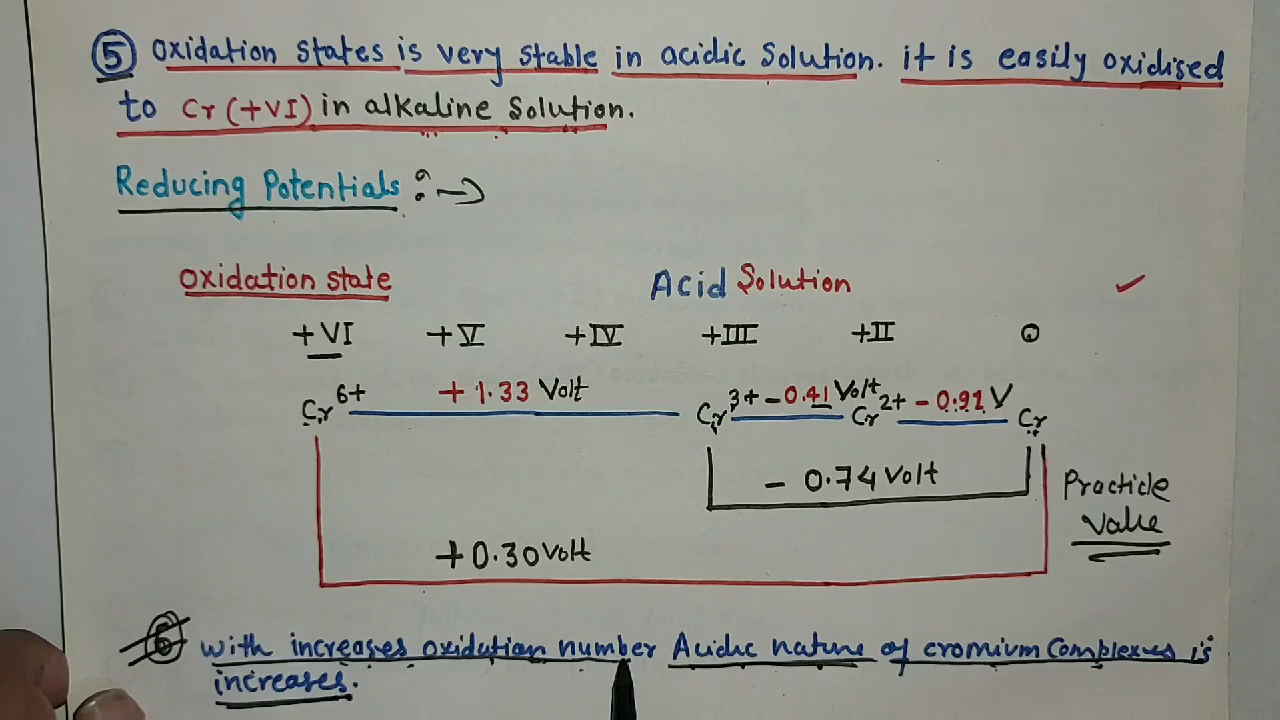 ⑤ oxidation states is very stable in acidic solution. it is easily oxidised
to Cr (+VI) in alkaline solution.
Reducing Potentials :→
oxidation state Acid Solution ✓
+VI +V +IV +III +II 0
Cr⁶⁺ +1.33 Volt Cr³⁺ -0.41 Volt Cr²⁺ -0.91 V Cr
- 0.74 Volt
Practicle
Value
+0.30 Volt
⑥ with increases oxidation number Acidic nature of cromium Complexes is
increases.